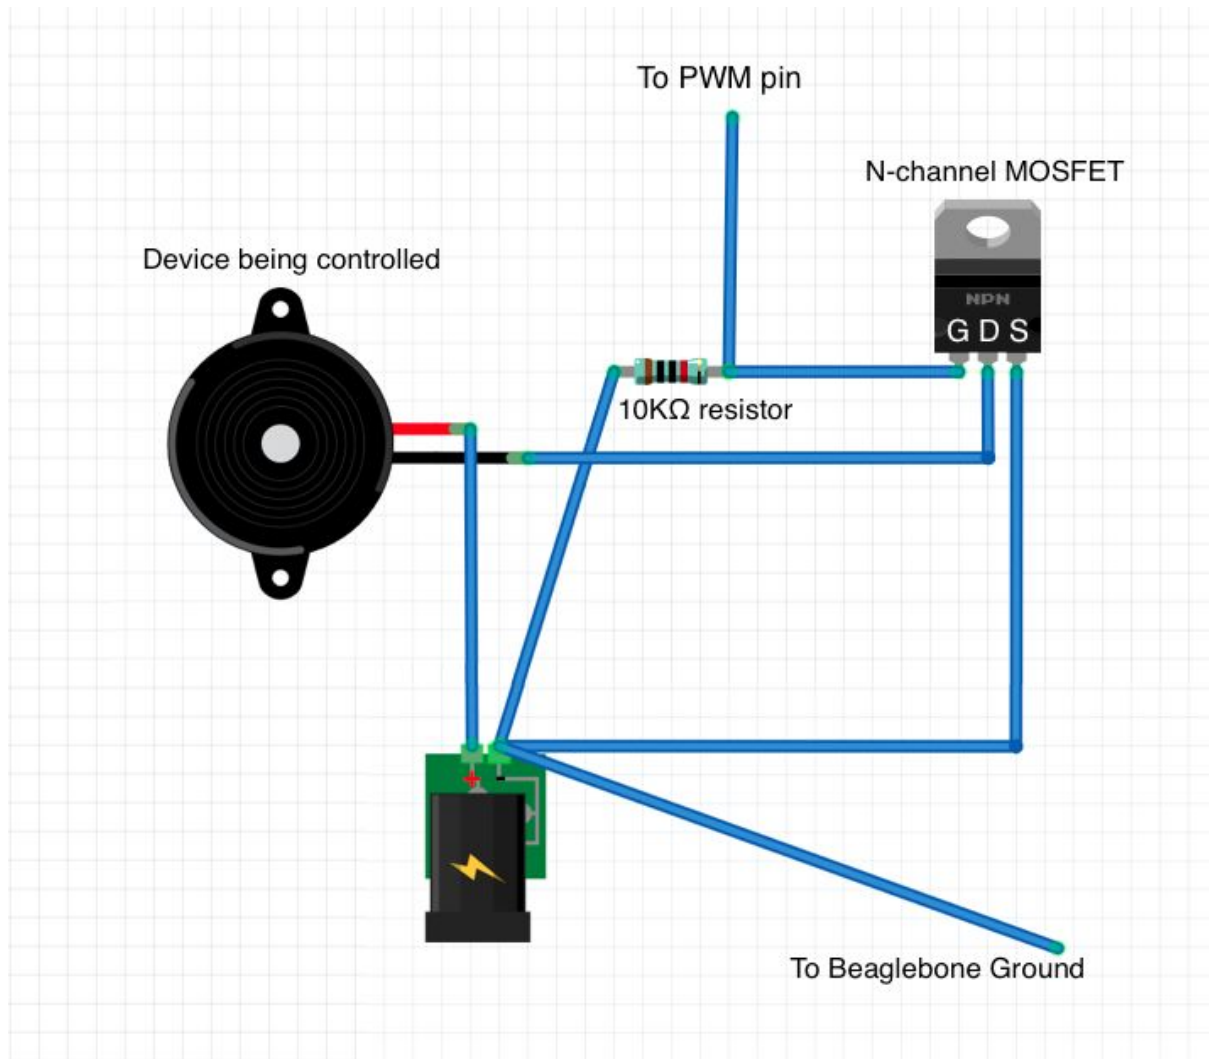 To PWM pin
N-channel MOSFET
Device being controlled
NPN
G D S
10KΩ resistor
+
To Beaglebone Ground